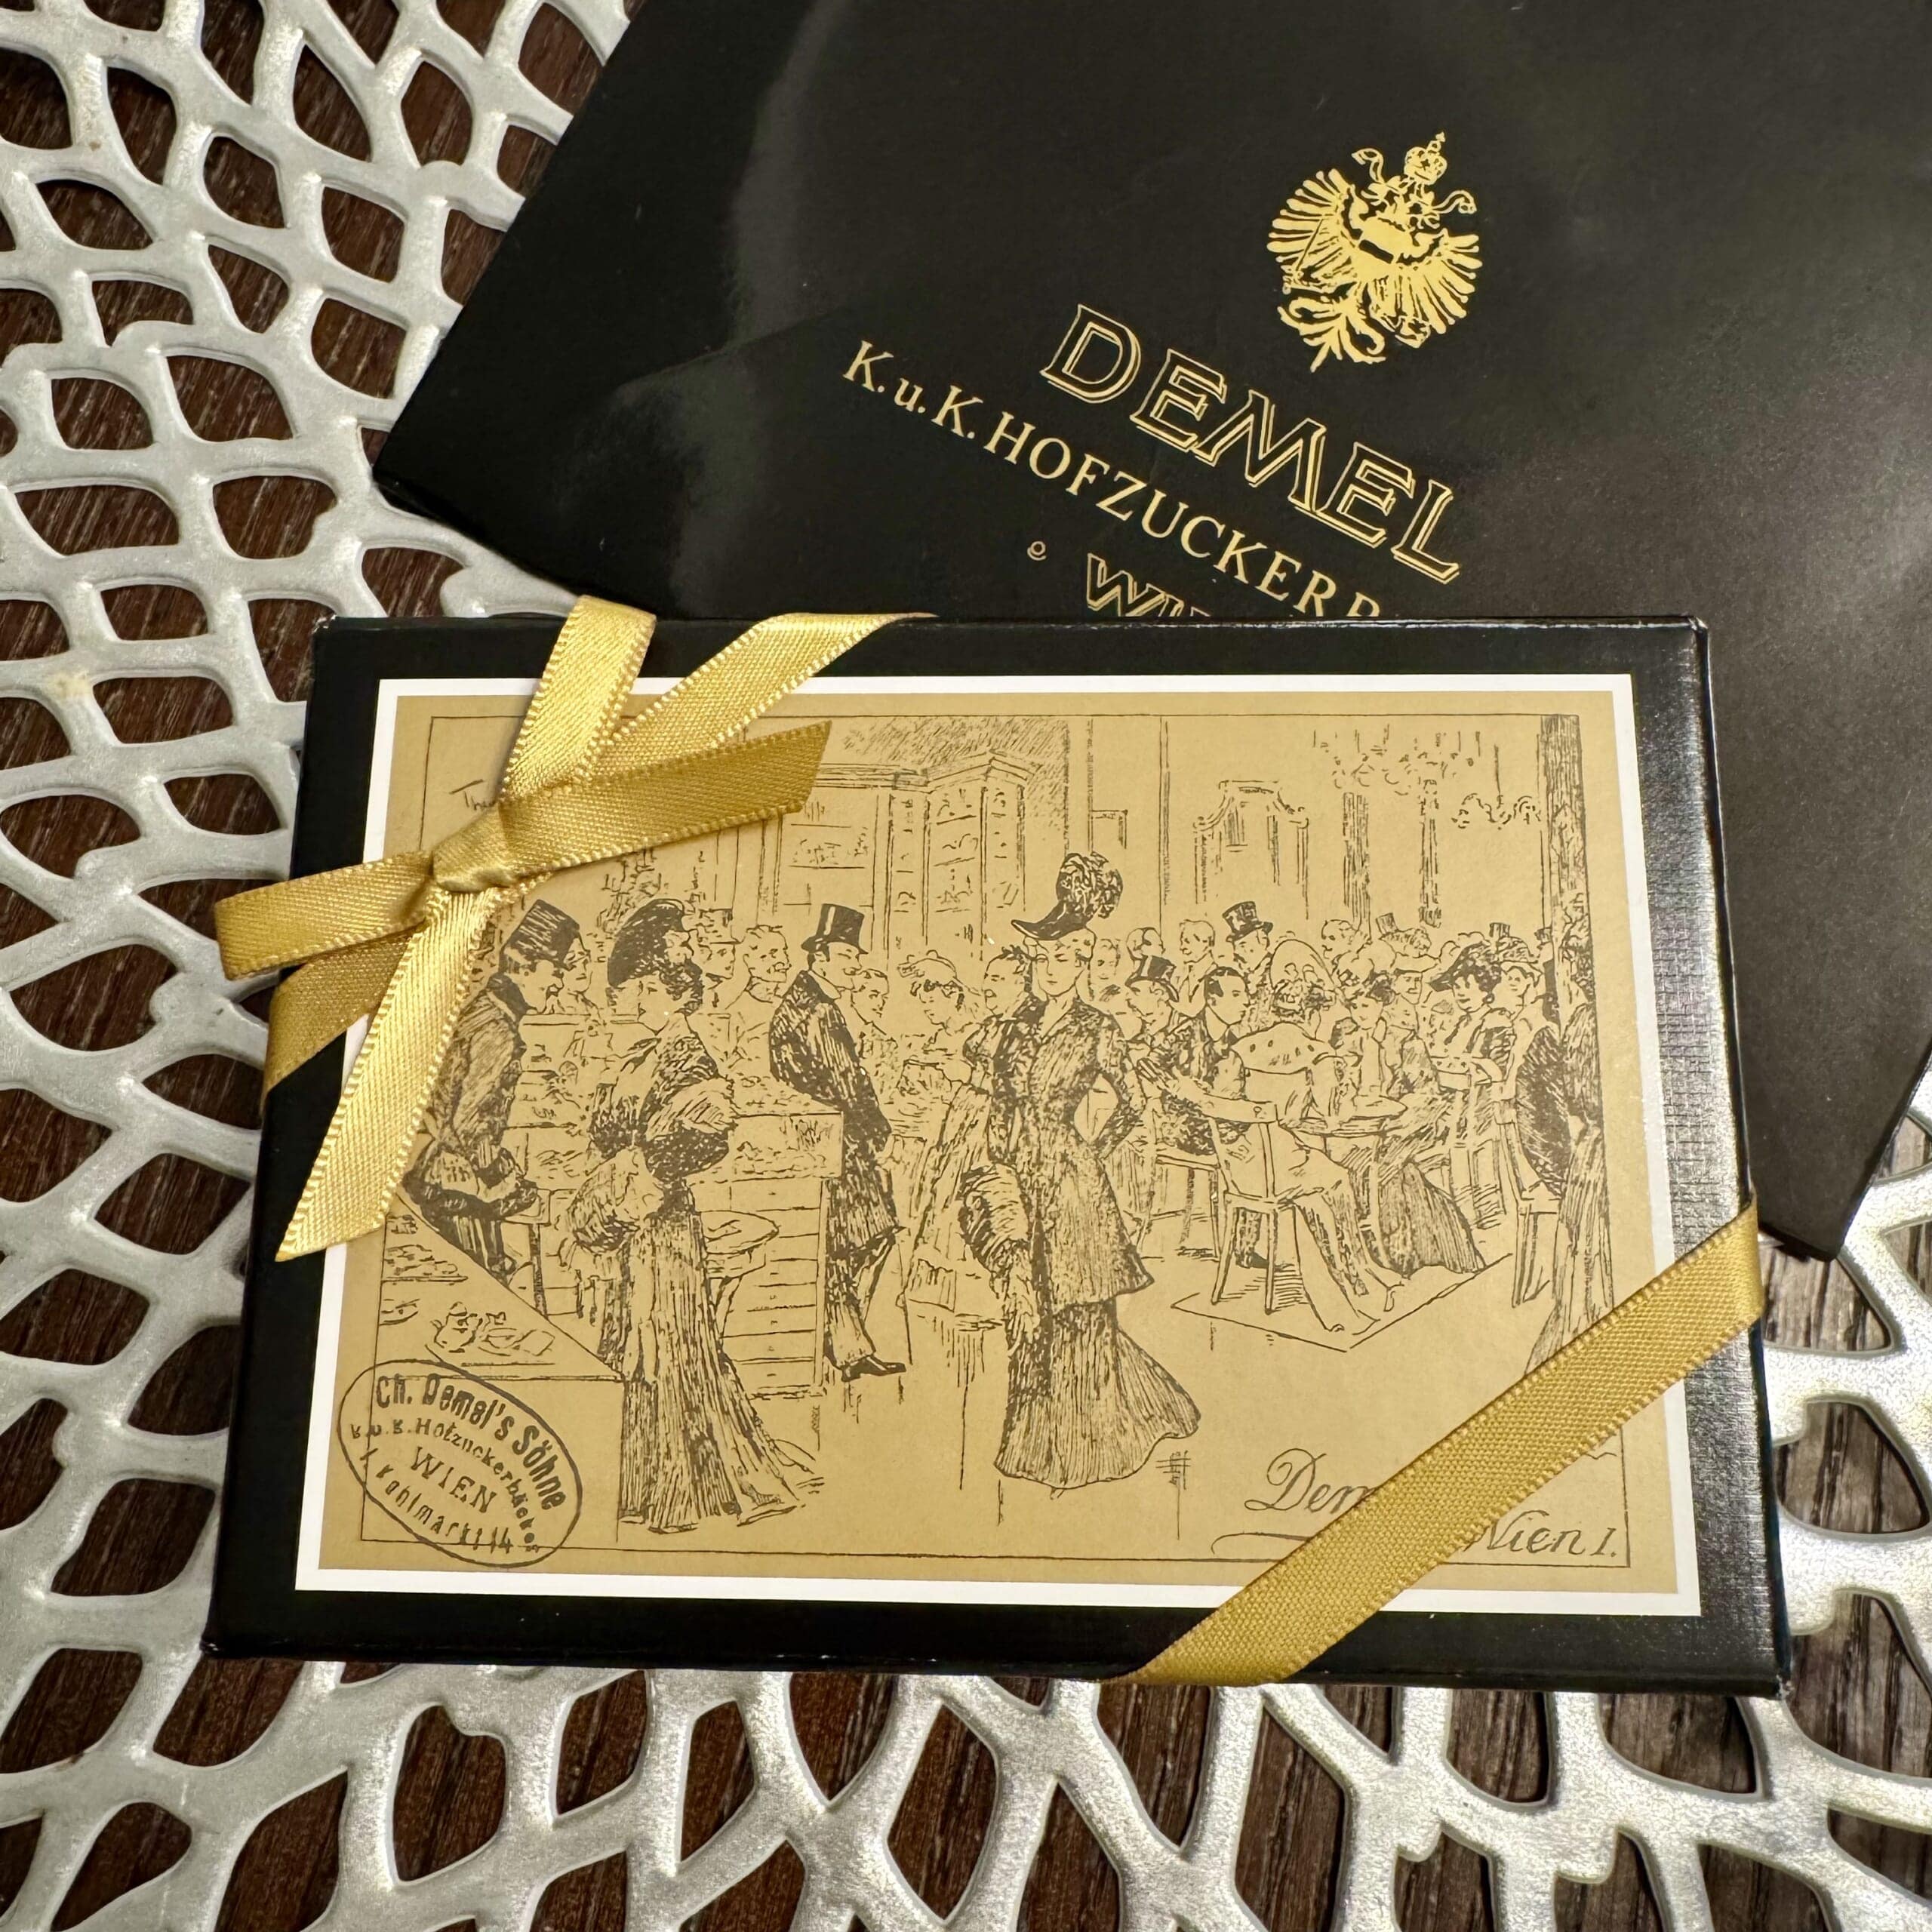 DEMEL
K.u.K. HOFZUCKERB
Ch. Demel's Söhne
k.u.k. Hofzuckerbäcker
WIEN
Kohlmarkt 14
Wien I.